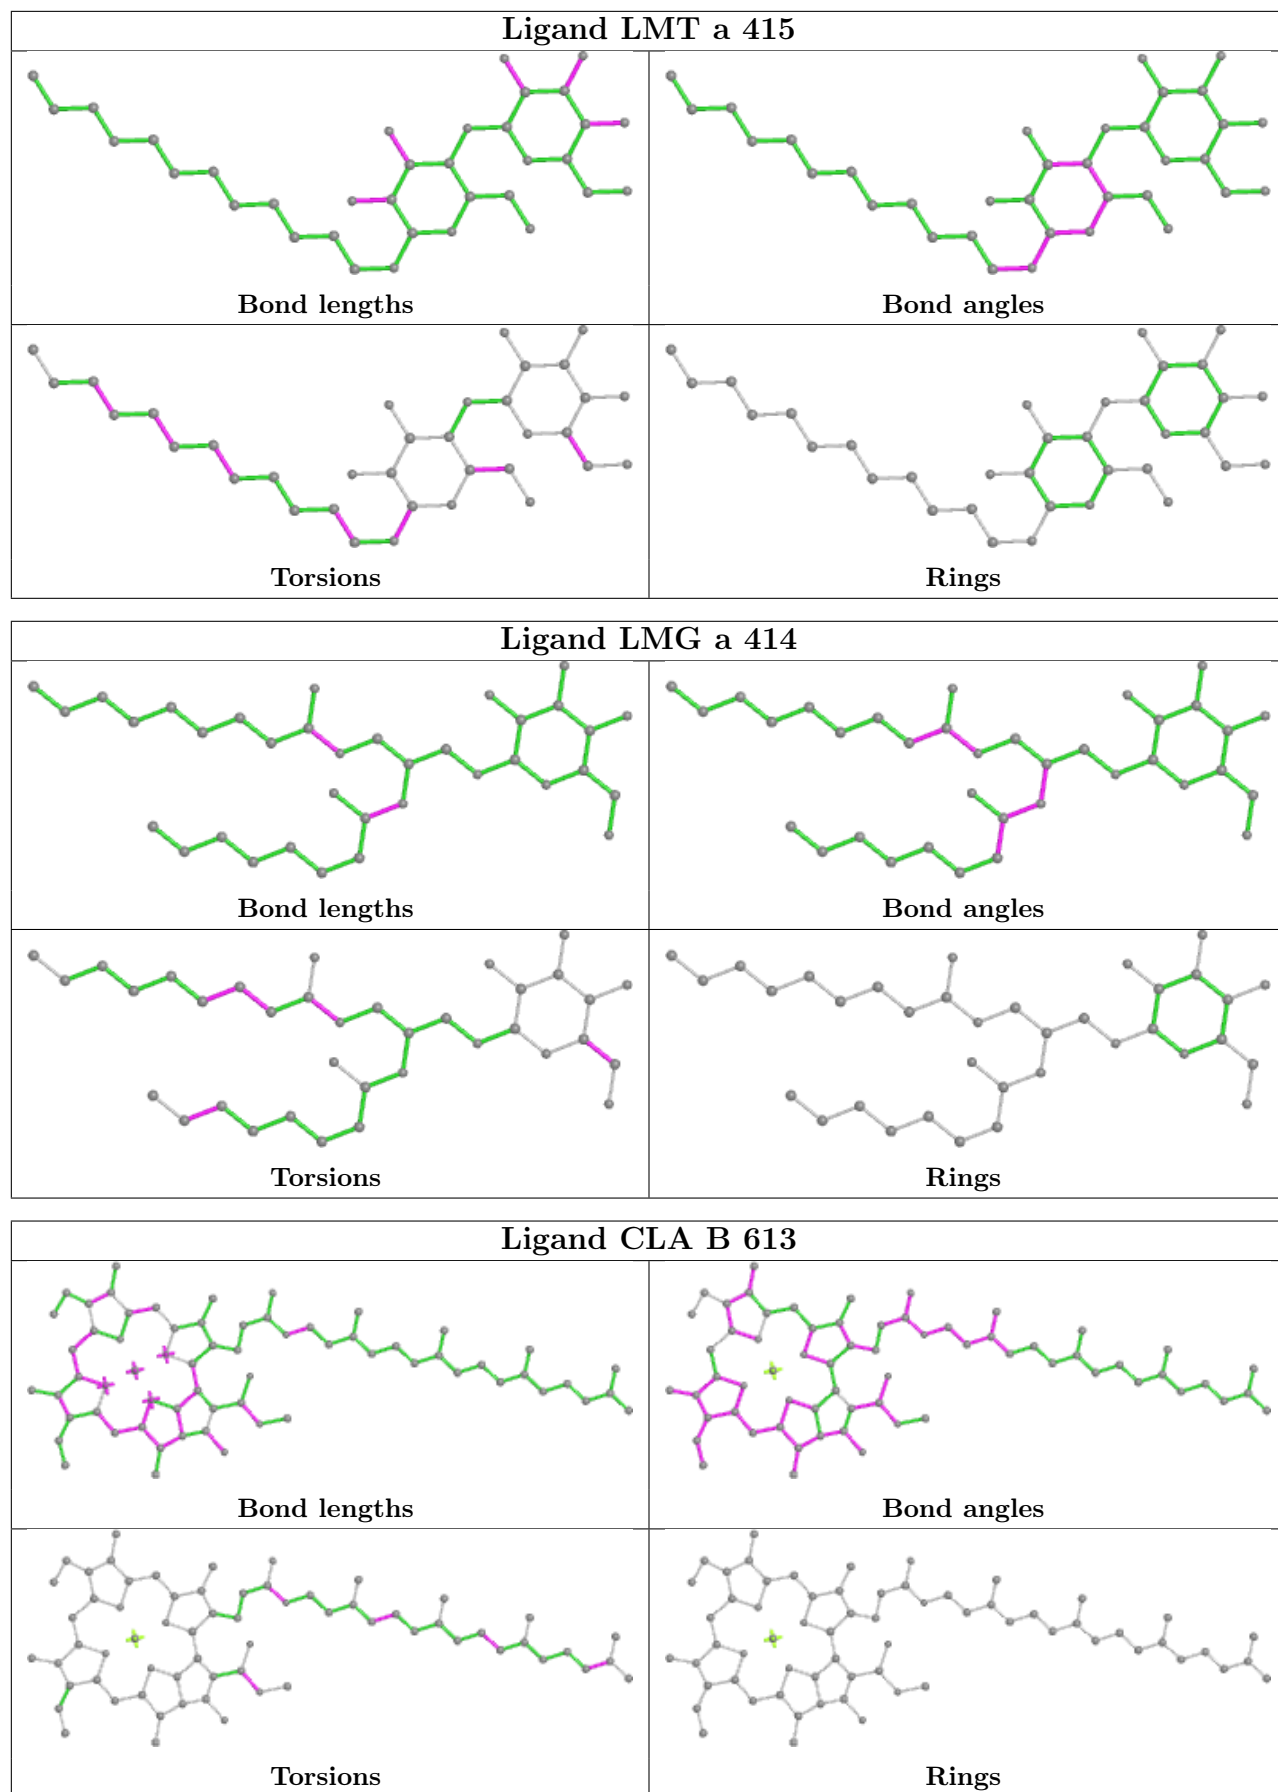 Ligand LMT a 415
Bond lengths
Bond angles
Torsions
Rings
Ligand LMG a 414
Bond lengths
Bond angles
Torsions
Rings
Ligand CLA B 613
Bond lengths
Bond angles
Torsions
Rings